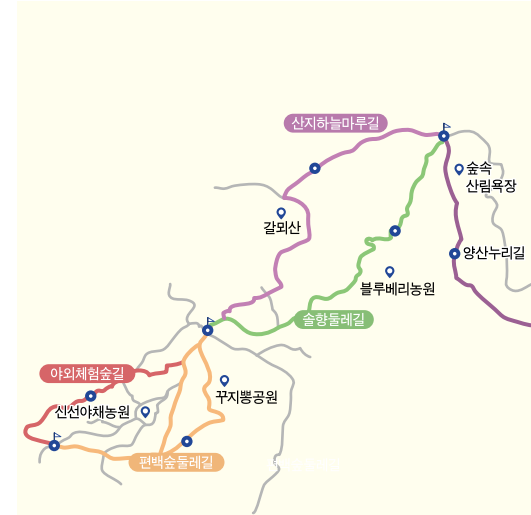 산지하늘마루길
숲속
산림욕장
갈뫼산
양산누리길
블루베리농원
솔향둘레길
야외체험숲길
꾸지뽕공원
신선야채농원
편백숲둘레길